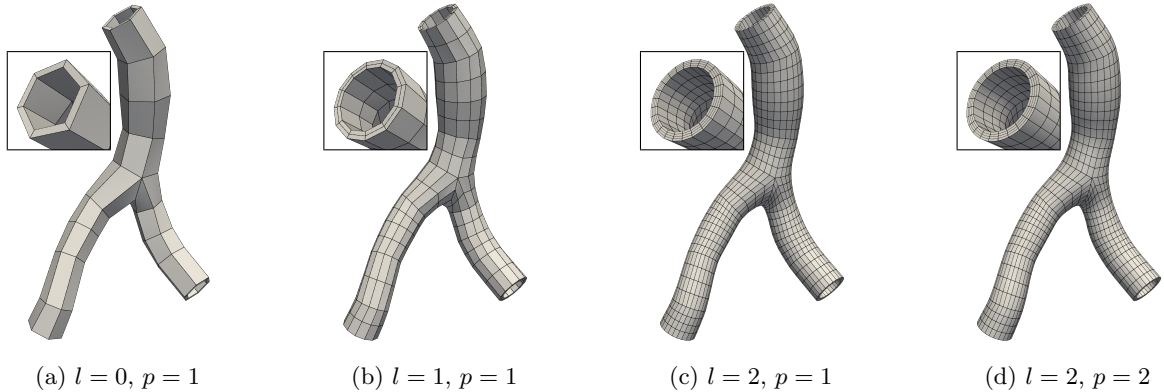 (a) l = 0, p = 1
(b) l = 1, p = 1
(c) l = 2, p = 1
(d) l = 2, p = 2